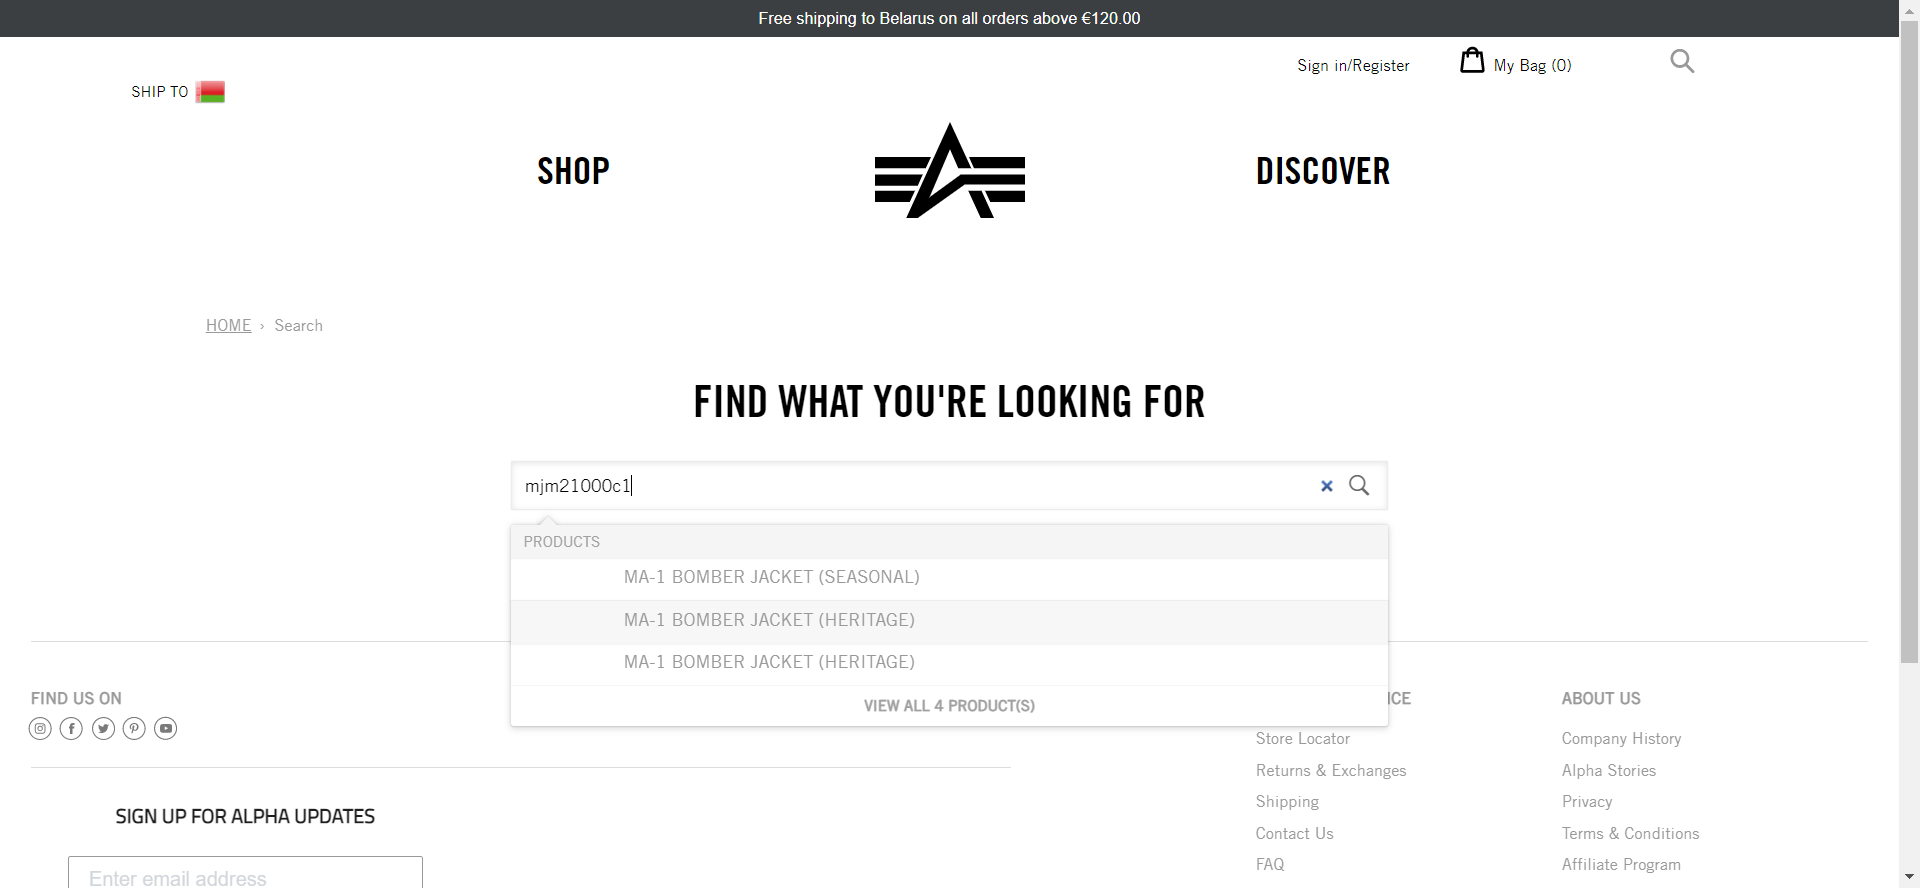 Free shipping to Belarus on all orders above €120.00
Sign in/Register
My Bag (0)
SHIP TO
SHOP
DISCOVER
HOME › Search
FIND WHAT YOU'RE LOOKING FOR
mjm21000c1
PRODUCTS
MA-1 BOMBER JACKET (SEASONAL)
MA-1 BOMBER JACKET (HERITAGE)
MA-1 BOMBER JACKET (HERITAGE)
VIEW ALL 4 PRODUCT(S)
FIND US ON
SIGN UP FOR ALPHA UPDATES
Enter email address
ICE
Store Locator
Returns & Exchanges
Shipping
Contact Us
FAQ
ABOUT US
Company History
Alpha Stories
Privacy
Terms & Conditions
Affiliate Program